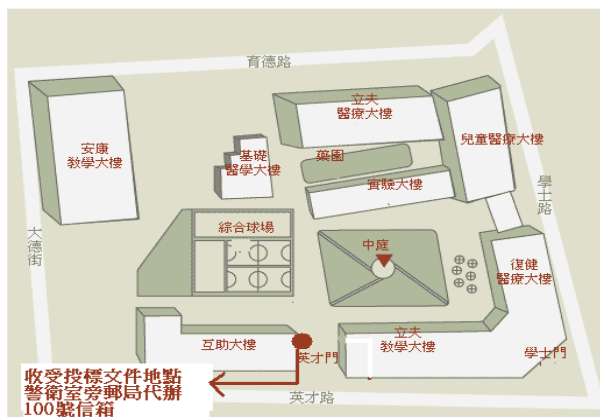 育德路
立夫
醫療大樓
兒童醫療大樓
安康
教學大樓
基礎
醫學大樓
藥園
實驗大樓
學士路
大德街
綜合球場
中庭
復健
醫療大樓
互助大樓
英才門
立夫
教學大樓
學士門
收受投標文件地點
警衛室旁郵局代辦
100號信箱
英才路